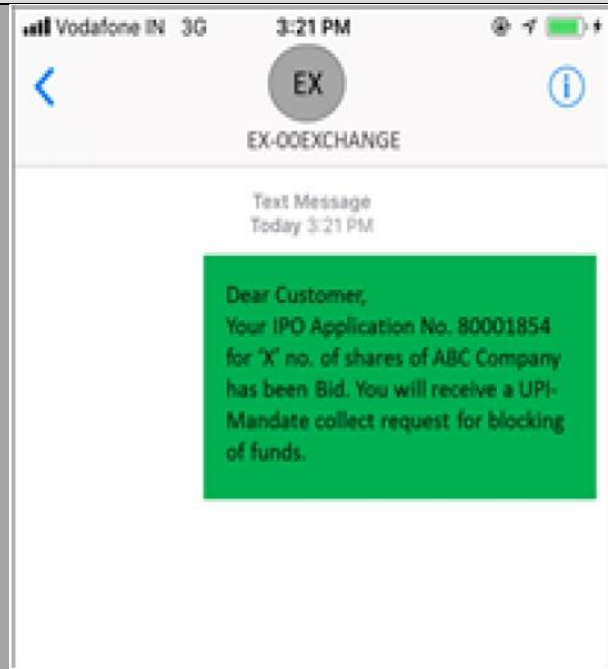 Vodafone IN 3G 3:21 PM
EX
EX-00EXCHANGE
Text Message
Today 3:21 PM
Dear Customer,
Your IPO Application No. 80001854
for 'X' no. of shares of ABC Company
has been Bid. You will receive a UPI-
Mandate collect request for blocking
of funds.